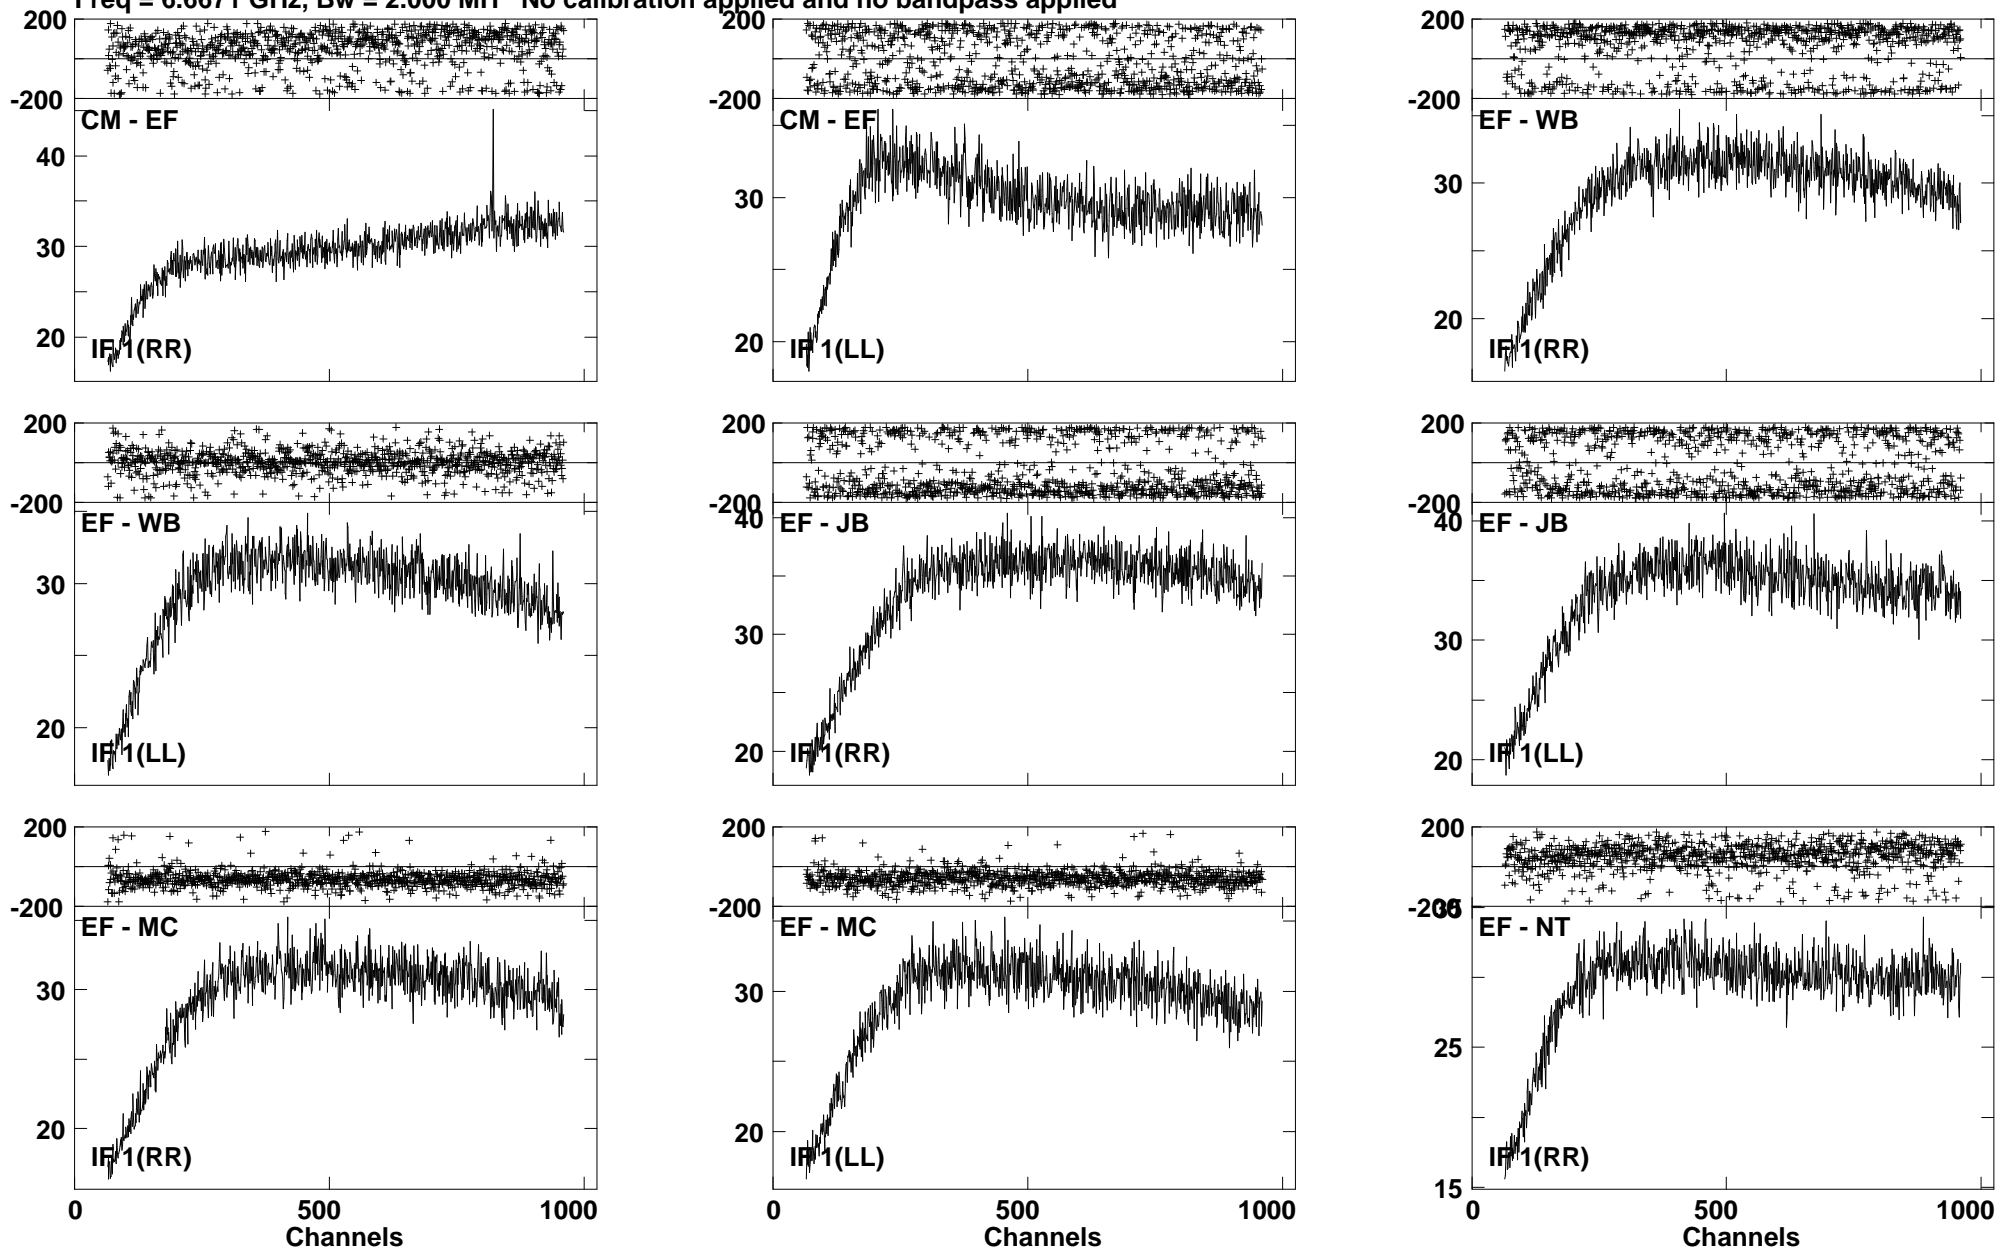 Freq = 6.6671 GHz, Bw = 2.000 MH No calibration applied and no bandpass applied
200 200 200
-200 -200 -200
CM - EF CM - EF EF - WB
40
30 30 30
20 20 20
IF 1(RR) IF 1(LL) IF 1(RR)
200 200 200
-200 -200 -200
40 40
EF - WB EF - JB EF - JB
30 30 30
20 20 20
IF 1(LL) IF 1(RR) IF 1(LL)
200 200 200
-200 -200 -200
35
EF - MC EF - MC EF - NT
30 30
25
20 20
IF 1(RR) IF 1(LL) IF 1(RR)
15
0 500 1000 0 500 1000 0 500 1000
Channels Channels Channels